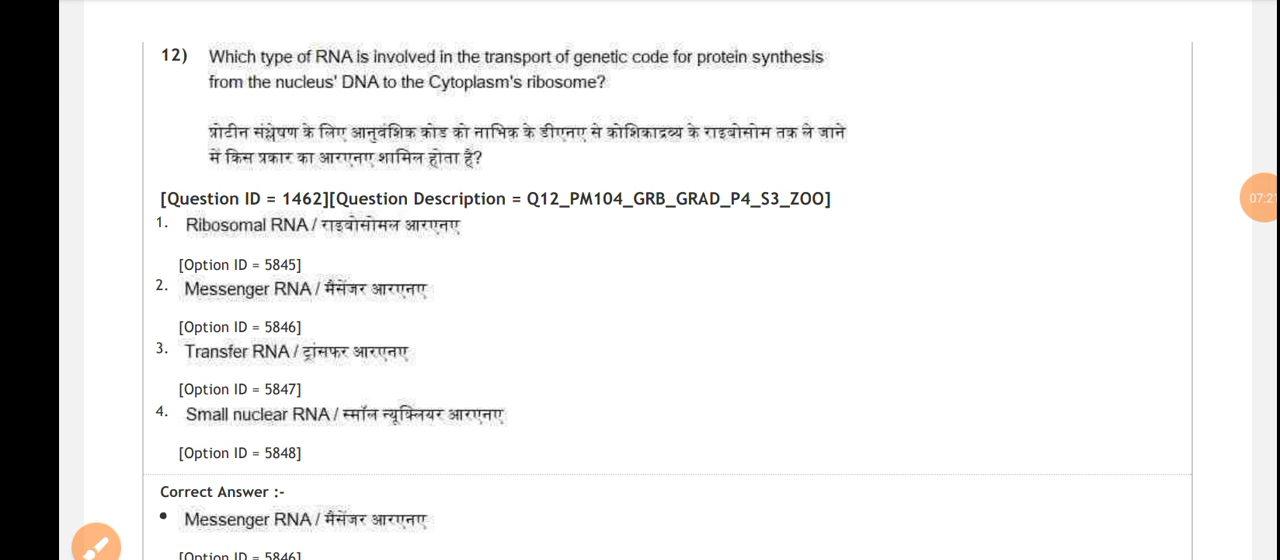 12) Which type of RNA is involved in the transport of genetic code for protein synthesis
from the nucleus' DNA to the Cytoplasm's ribosome?
प्रोटीन संश्लेषण के लिए आनुवंशिक कोड को नाभिक के डीएनए से कोशिकाद्रव्य के राइबोसोम तक ले जाने
में किस प्रकार का आरएनए शामिल होता है?
[Question ID = 1462][Question Description = Q12_PM104_GRB_GRAD_P4_S3_ZOO]
1. Ribosomal RNA / राइबोसोमल आरएनए
[Option ID = 5845]
2. Messenger RNA / मैसेंजर आरएनए
[Option ID = 5846]
3. Transfer RNA / ट्रांसफर आरएनए
[Option ID = 5847]
4. Small nuclear RNA / स्मॉल न्यूक्लियर आरएनए
[Option ID = 5848]
Correct Answer :-
• Messenger RNA / मैसेंजर आरएनए
[Option ID = 5846]